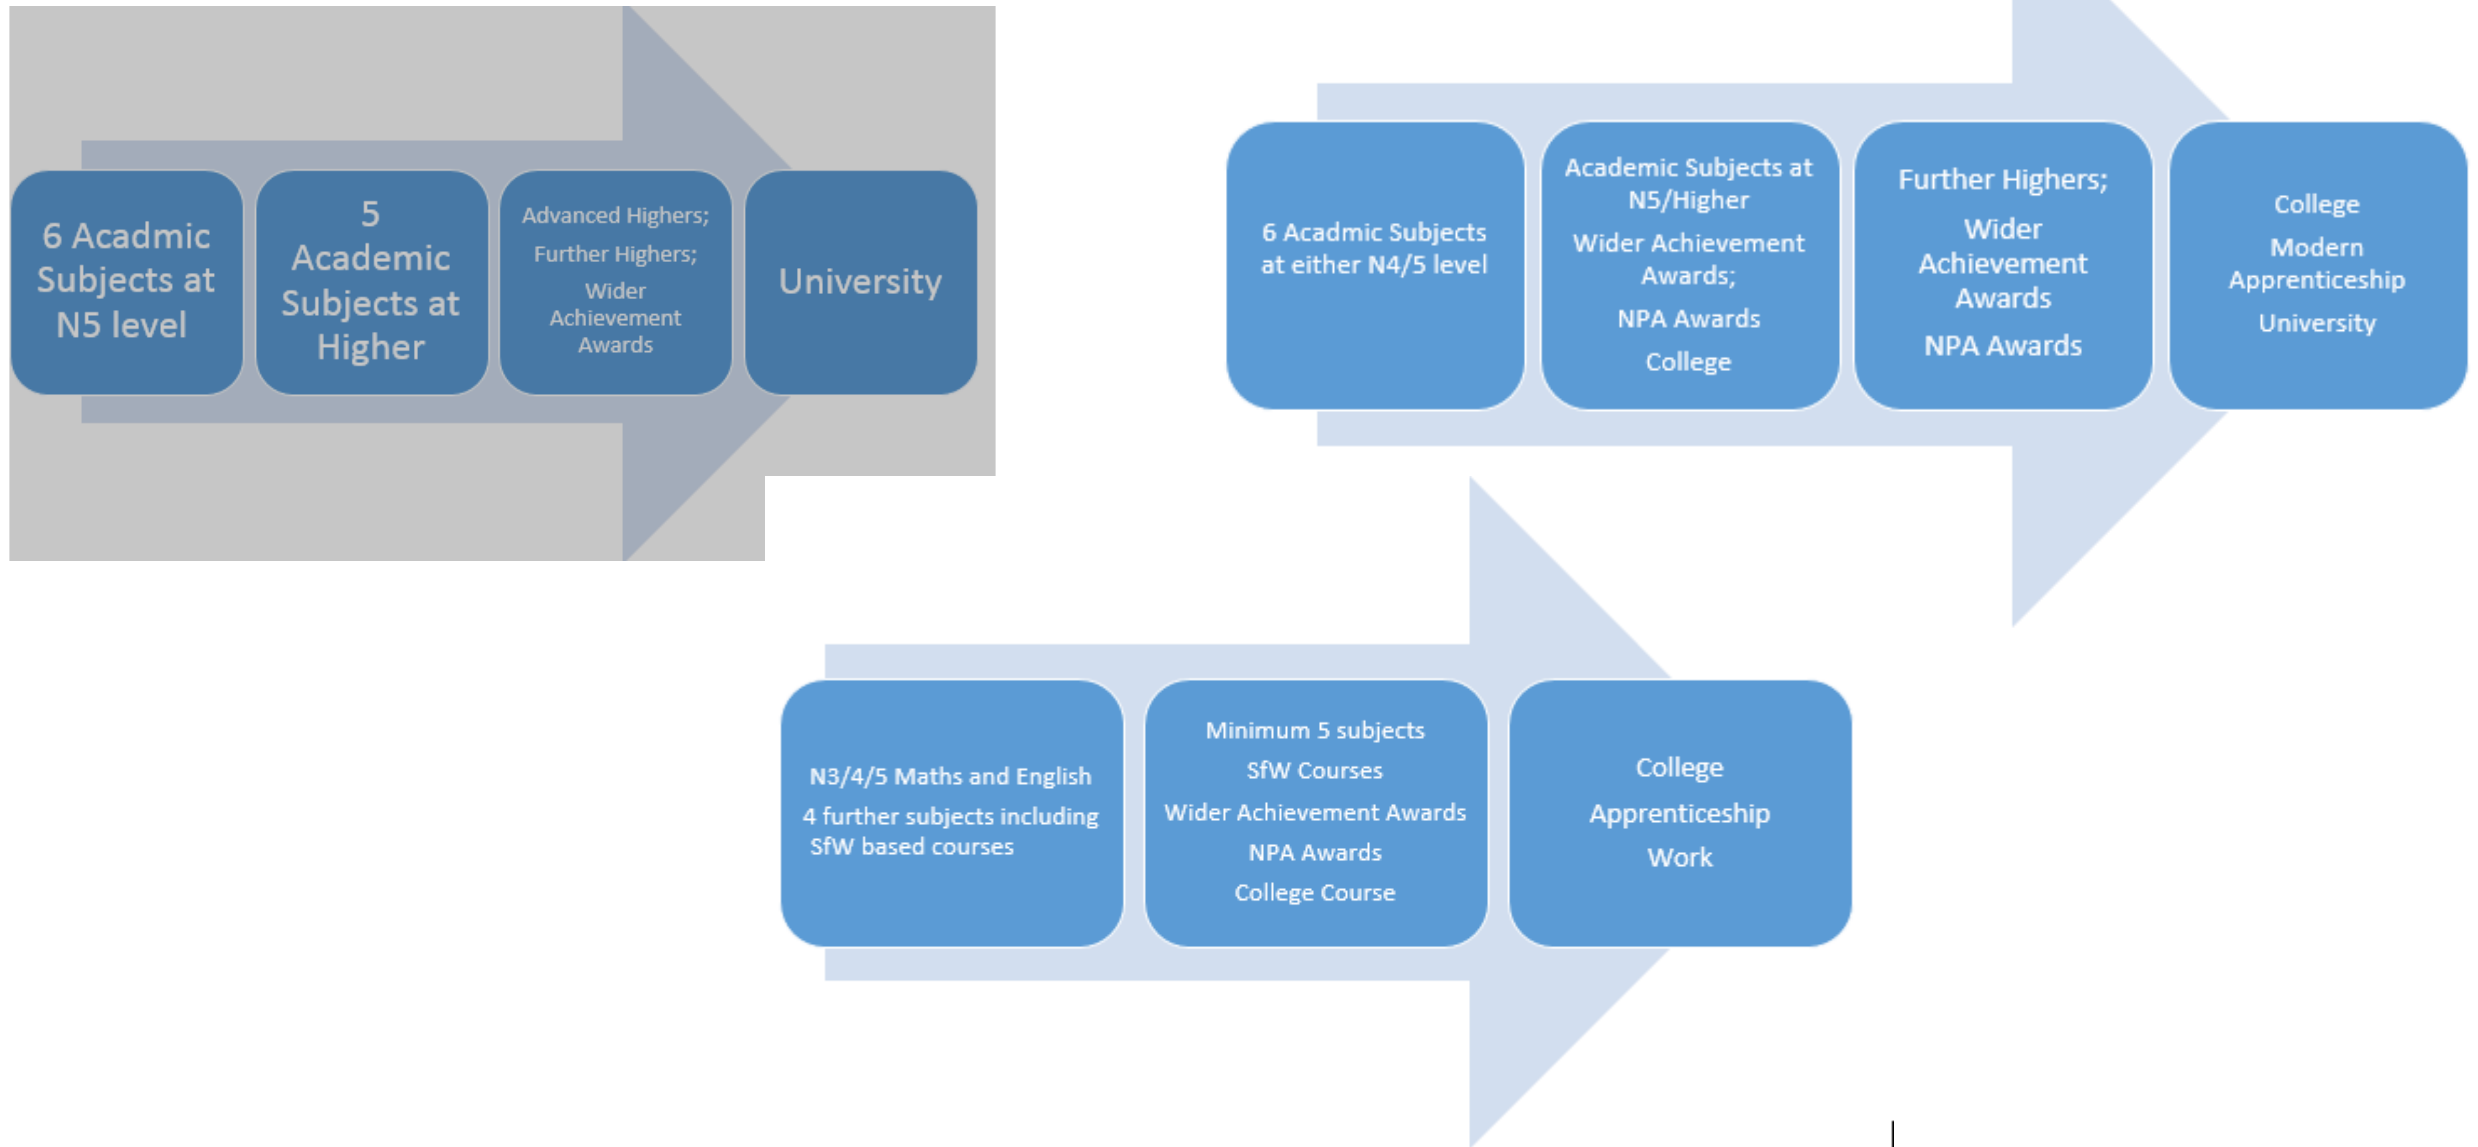 6 Acadmic
Subjects at
N5 level
5
Academic
Subjects at
Higher
Advanced Highers;
Further Highers;
Wider
Achievement
Awards
University
6 Acadmic Subjects
at either N4/5 level
Academic Subjects at
N5/Higher
Wider Achievement
Awards;
NPA Awards
College
Further Highers;
Wider
Achievement
Awards
NPA Awards
College
Modern
Apprenticeship
University
N3/4/5 Maths and English
4 further subjects including
SfW based courses
Minimum 5 subjects
SfW Courses
Wider Achievement Awards
NPA Awards
College Course
College
Apprenticeship
Work